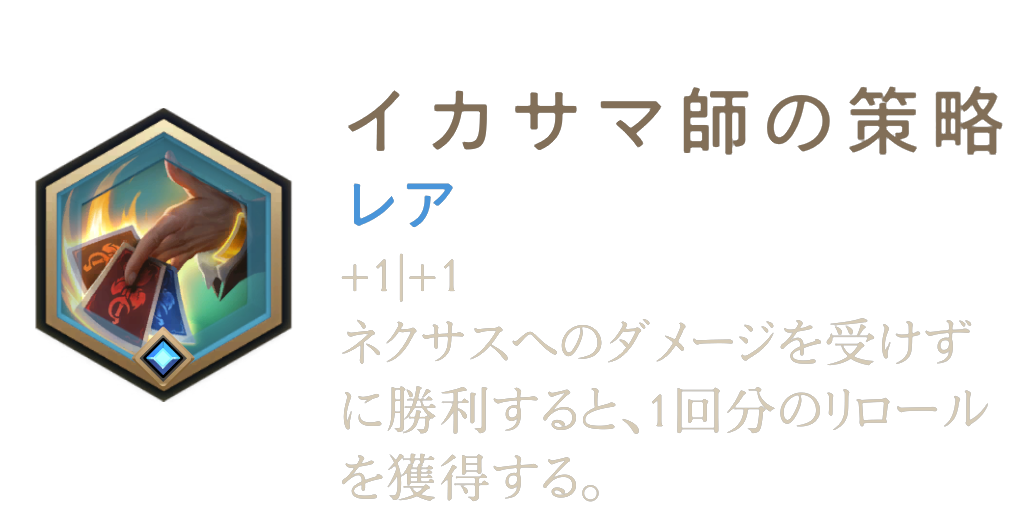 イカサマ師の策略
レア
+1|+1
ネクサスへのダメージを受けず
に勝利すると、1回分のリロール
を獲得する。